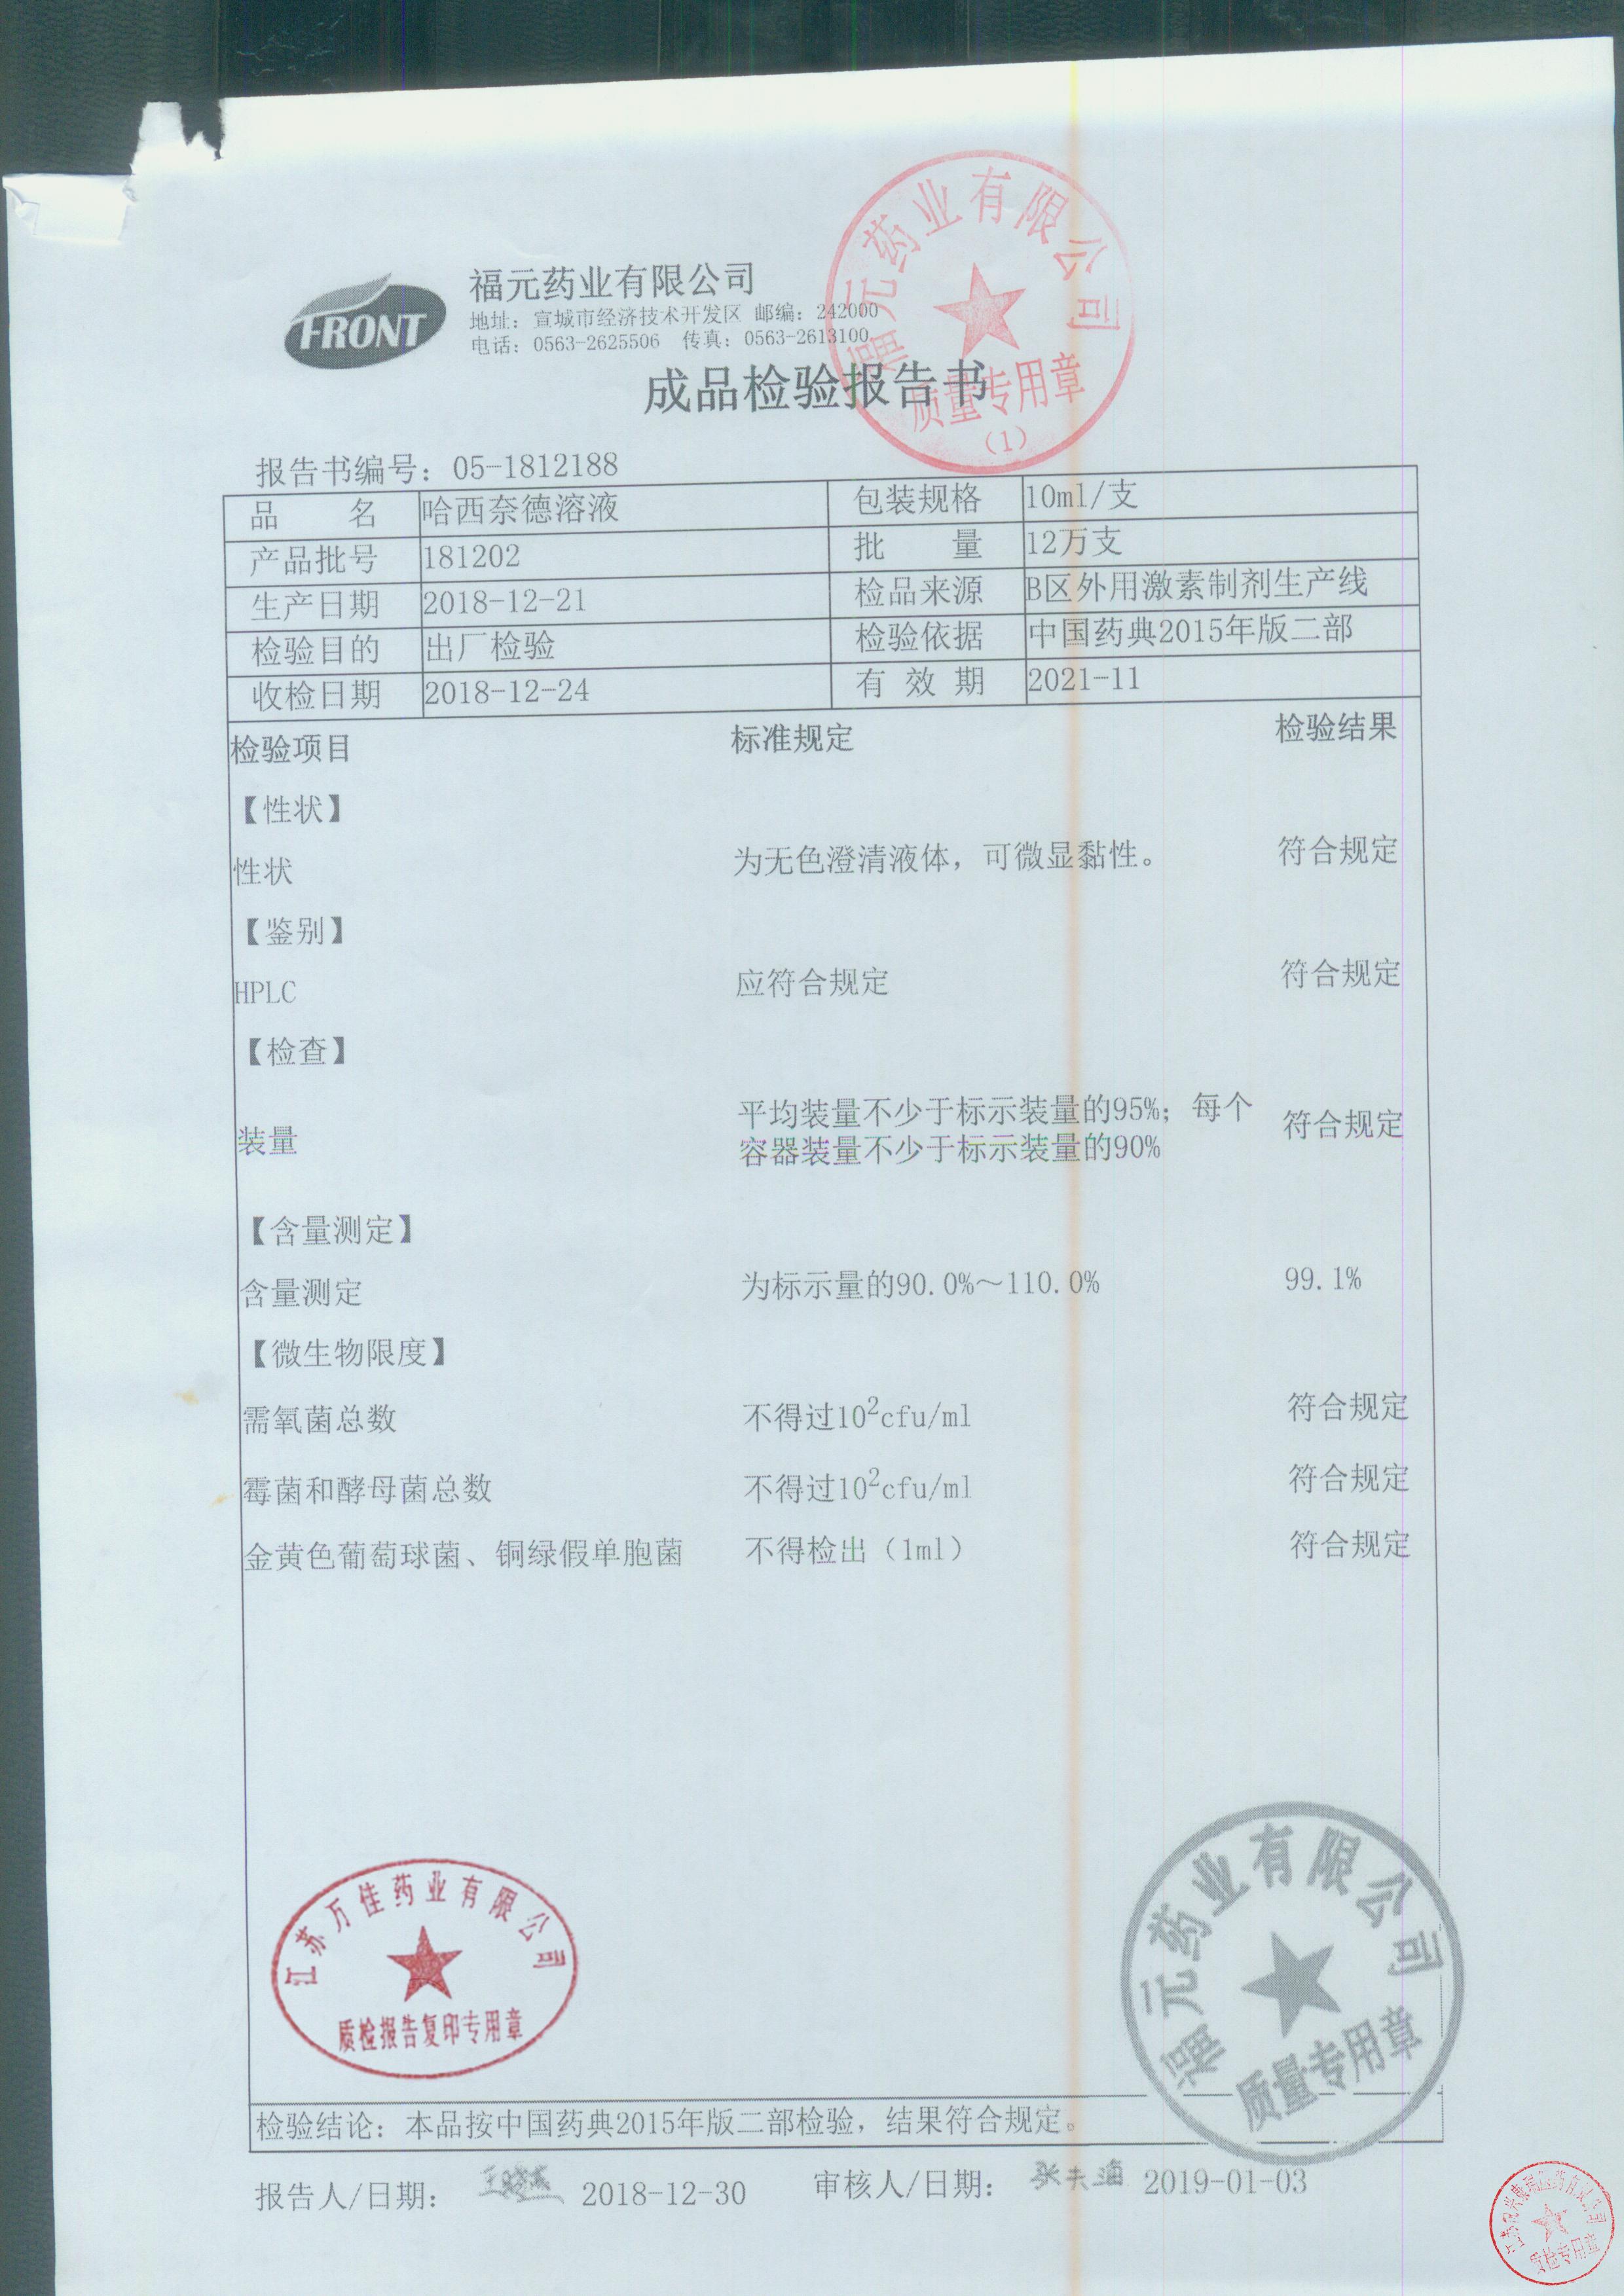 FRONT
福元药业有限公司
地址：宣城市经济技术开发区 邮编：242000
电话：0563-2625506 传真：0563-2613100
成品检验报告书
福元药业有限公司
质量专用章
（1）
报告书编号：05-1812188
品 名 哈西奈德溶液 包装规格 10ml/支
产品批号 181202 批 量 12万支
生产日期 2018-12-21 检品来源 B区外用激素制剂生产线
检验目的 出厂检验 检验依据 中国药典2015年版二部
收检日期 2018-12-24 有 效 期 2021-11
检验项目 标准规定 检验结果
【性状】
性状 为无色澄清液体，可微显黏性。 符合规定
【鉴别】
HPLC 应符合规定 符合规定
【检查】
装量 平均装量不少于标示装量的95%；每个 符合规定
容器装量不少于标示装量的90%
【含量测定】
含量测定 为标示量的90.0%～110.0% 99.1%
【微生物限度】
需氧菌总数 不得过10²cfu/ml 符合规定
霉菌和酵母菌总数 不得过10²cfu/ml 符合规定
金黄色葡萄球菌、铜绿假单胞菌 不得检出（1ml） 符合规定
江苏万佳药业有限公司
质检报告复印专用章
福元药业有限公司
质量专用章
检验结论：本品按中国药典2015年版二部检验，结果符合规定。
报告人/日期： 2018-12-30 审核人/日期： 2019-01-03
质检专用章